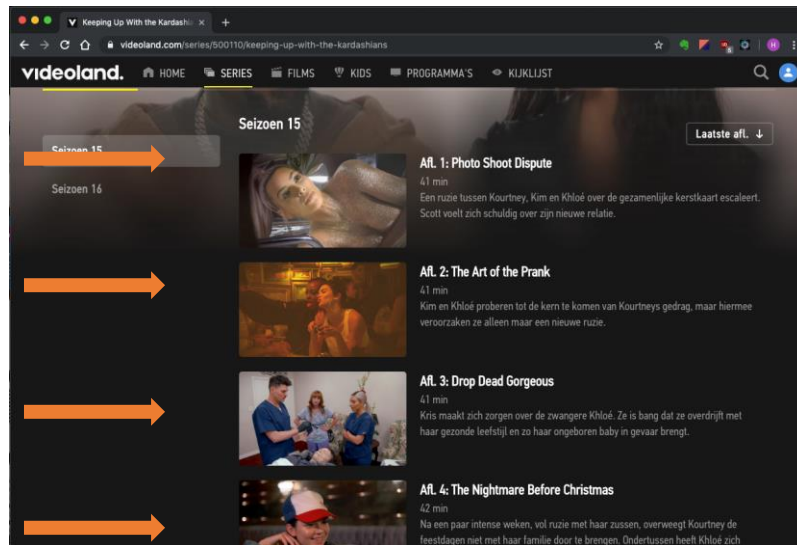 Keeping Up With the Kardashia
videoland.com/series/500110/keeping-up-with-the-kardashians
videoland. HOME SERIES FILMS KIDS PROGRAMMA'S KIJKLIJST
Seizoen 15
Laatste afl. ↓
Seizoen 15
Seizoen 16
Afl. 1: Photo Shoot Dispute
41 min
Een ruzie tussen Kourtney, Kim en Khloé over de gezamenlijke kerstkaart escaleert.
Scott voelt zich schuldig over zijn nieuwe relatie.
Afl. 2: The Art of the Prank
41 min
Kim en Khloé proberen tot de kern te komen van Kourtneys gedrag, maar hiermee
veroorzaken ze alleen maar een nieuwe ruzie.
Afl. 3: Drop Dead Gorgeous
41 min
Kris maakt zich zorgen over de zwangere Khloé. Ze is bang dat ze overdrijft met
haar gezonde leefstijl en zo haar ongeboren baby in gevaar brengt.
Afl. 4: The Nightmare Before Christmas
42 min
Na een paar intense weken, vol ruzie met haar zussen, overweegt Kourtney de
feestdagen niet met haar familie door te brengen. Ondertussen heeft Khloé zich